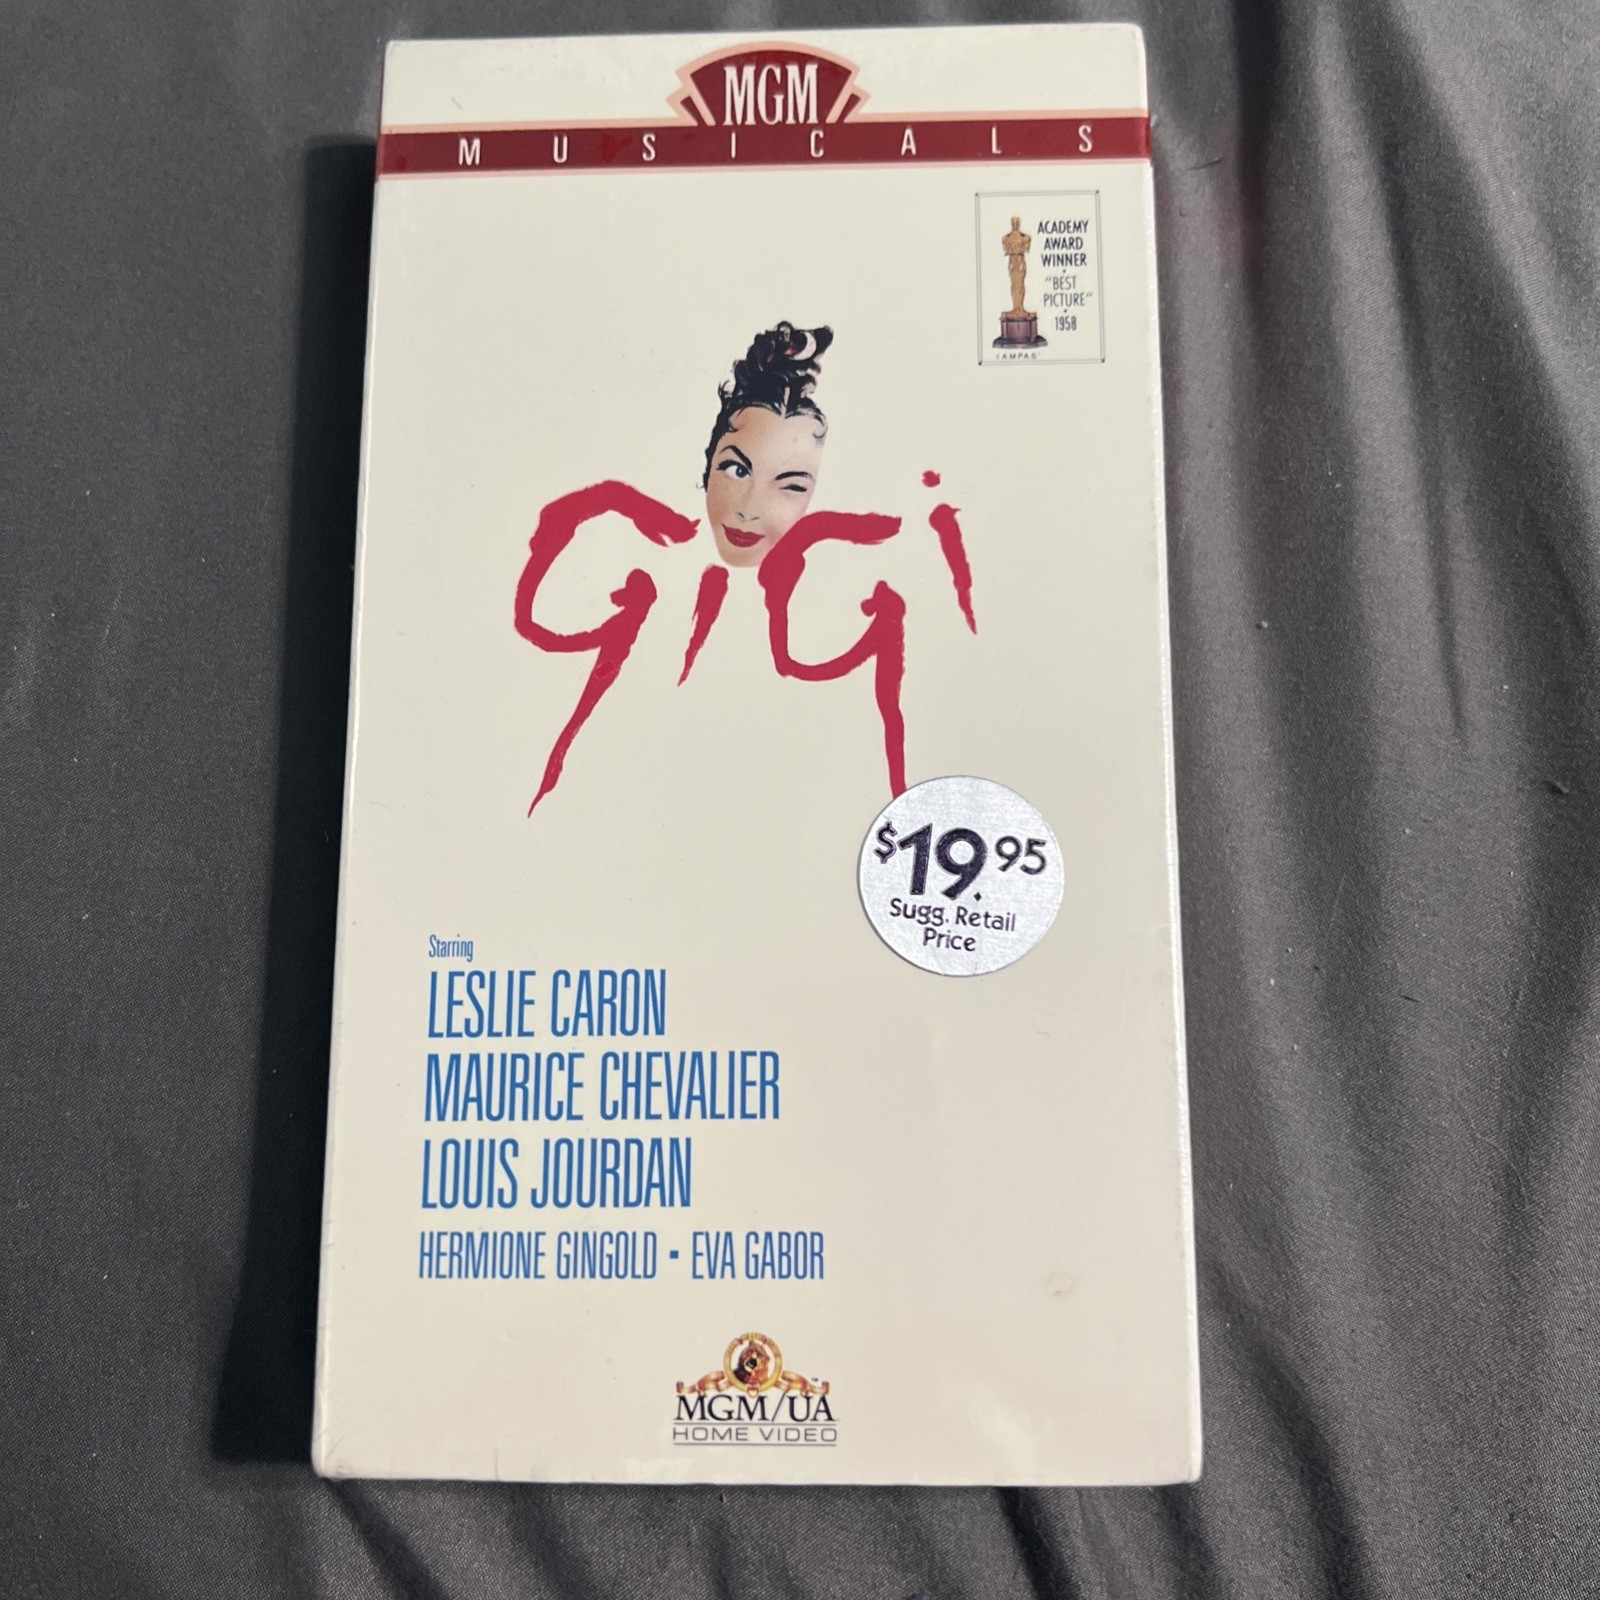 MGM
MUSICALS
ACADEMY
AWARD
WINNER
"BEST
PICTURE"
1958
©AMPAS®
GiGi
$19.95
Sugg. Retail
Price
Starring
LESLIE CARON
MAURICE CHEVALIER
LOUIS JOURDAN
HERMIONE GINGOLD ▪ EVA GABOR
MGM/UA
HOME VIDEO